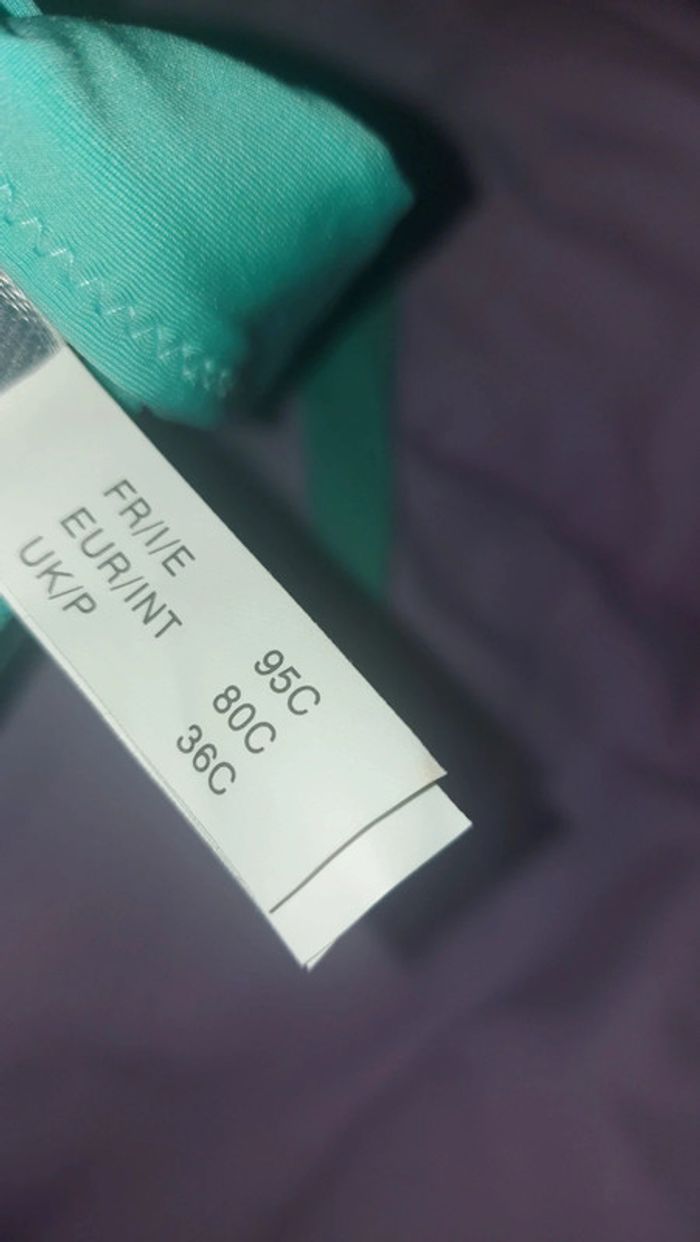 FR/I/E 95C
EUR/INT 80C
UK/P 36C